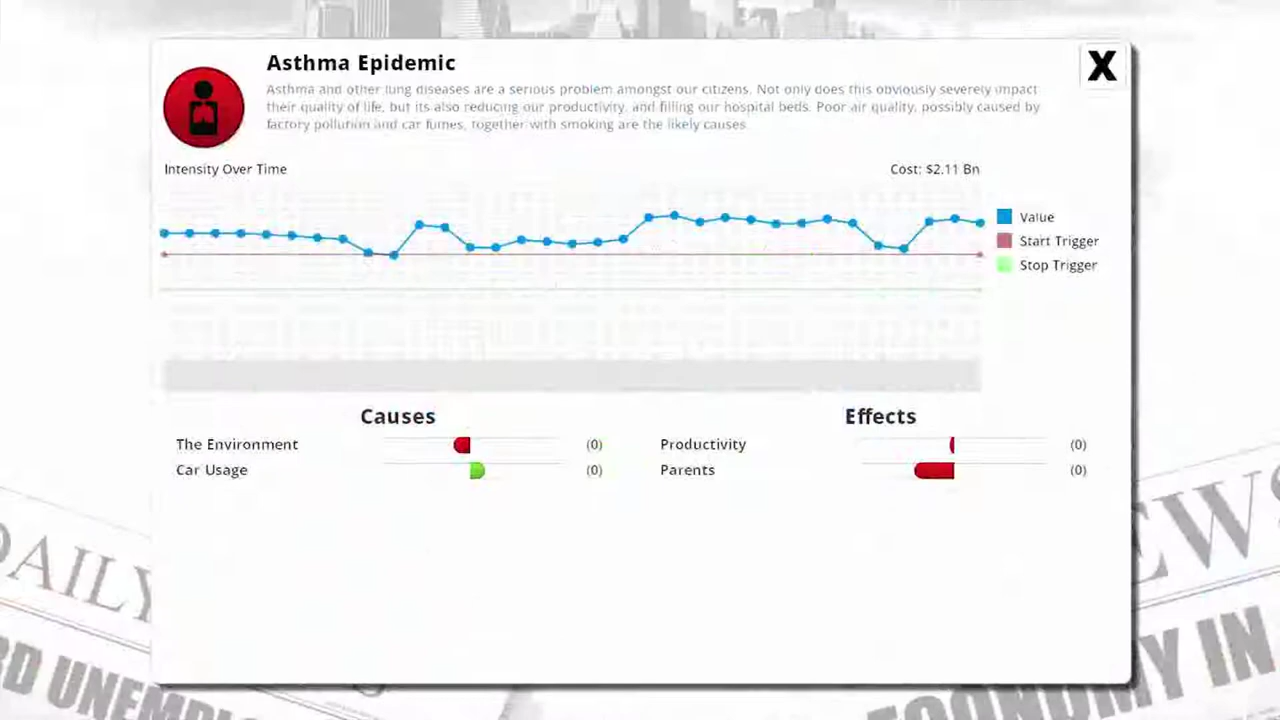 Asthma Epidemic
X
Asthma and other lung diseases are a serious problem amongst our citizens. Not only does this obviously severely impact
their quality of life, but its also reducing our productivity, and filling our hospital beds. Poor air quality, possibly caused by
factory pollution and car fumes, together with smoking are the likely causes.
Intensity Over Time
Cost: $2.11 Bn
Value
Start Trigger
Stop Trigger
Causes
Effects
The Environment (0)
Productivity (0)
Car Usage (0)
Parents (0)
DAILY
EWS
RD UNEMPL
ECONOMY IN